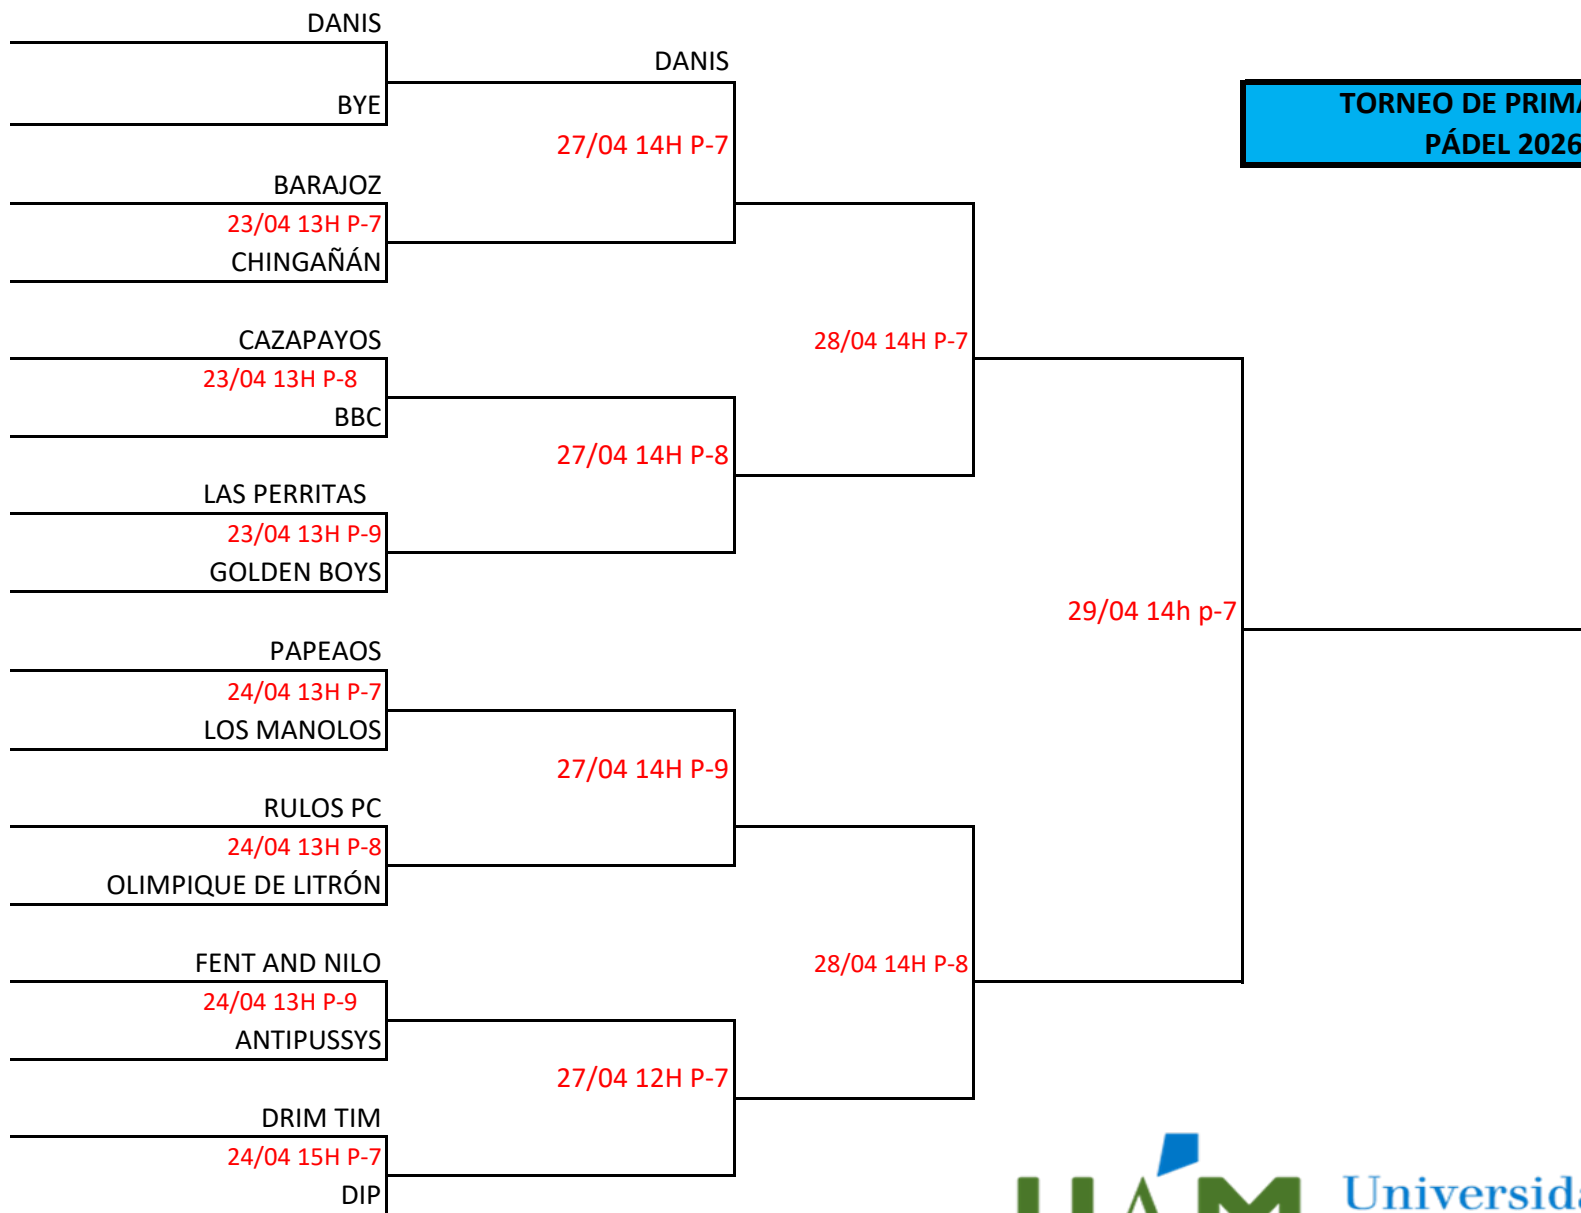 DANIS
DANIS
BYE
TORNEO DE PRIMA
PÁDEL 2026
27/04 14H P-7
BARAJOZ
23/04 13H P-7
CHINGAÑÁN
CAZAPAYOS
28/04 14H P-7
23/04 13H P-8
BBC
27/04 14H P-8
LAS PERRITAS
23/04 13H P-9
GOLDEN BOYS
29/04 14h p-7
PAPEAOS
24/04 13H P-7
LOS MANOLOS
27/04 14H P-9
RULOS PC
24/04 13H P-8
OLIMPIQUE DE LITRÓN
FENT AND NILO
28/04 14H P-8
24/04 13H P-9
ANTIPUSSYS
27/04 12H P-7
DRIM TIM
24/04 15H P-7
DIP
UAM
Universida